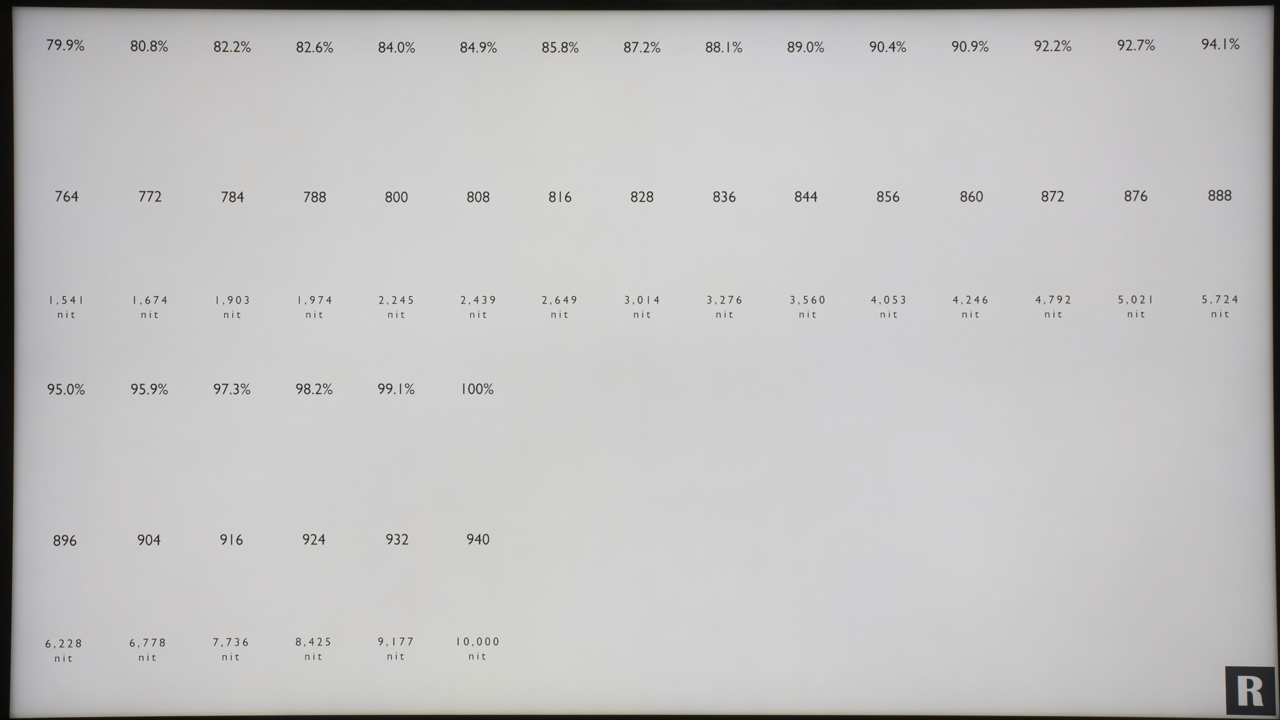 79.9% 80.8% 82.2% 82.6% 84.0% 84.9% 85.8% 87.2% 88.1% 89.0% 90.4% 90.9% 92.2% 92.7% 94.1%
764 772 784 788 800 808 816 828 836 844 856 860 872 876 888
1,541 1,674 1,903 1,974 2,245 2,439 2,649 3,014 3,276 3,560 4,053 4,246 4,792 5,021 5,724
nit nit nit nit nit nit nit nit nit nit nit nit nit nit nit
95.0% 95.9% 97.3% 98.2% 99.1% 100%
896 904 916 924 932 940
6,228 6,778 7,736 8,425 9,177 10,000
nit nit nit nit nit nit
R